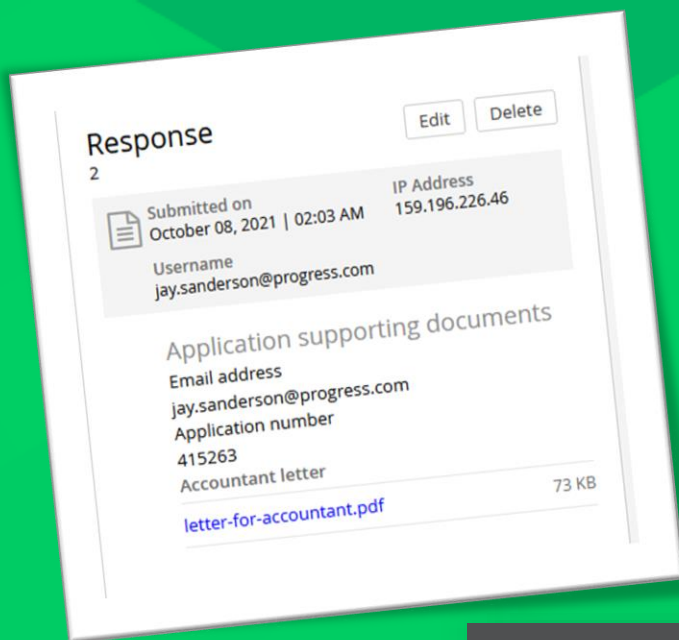 Response
Edit
Delete
2
Submitted on
October 08, 2021 | 02:03 AM
IP Address
159.196.226.46
Username
jay.sanderson@progress.com
Application supporting documents
Email address
jay.sanderson@progress.com
Application number
415263
Accountant letter
letter-for-accountant.pdf
73 KB